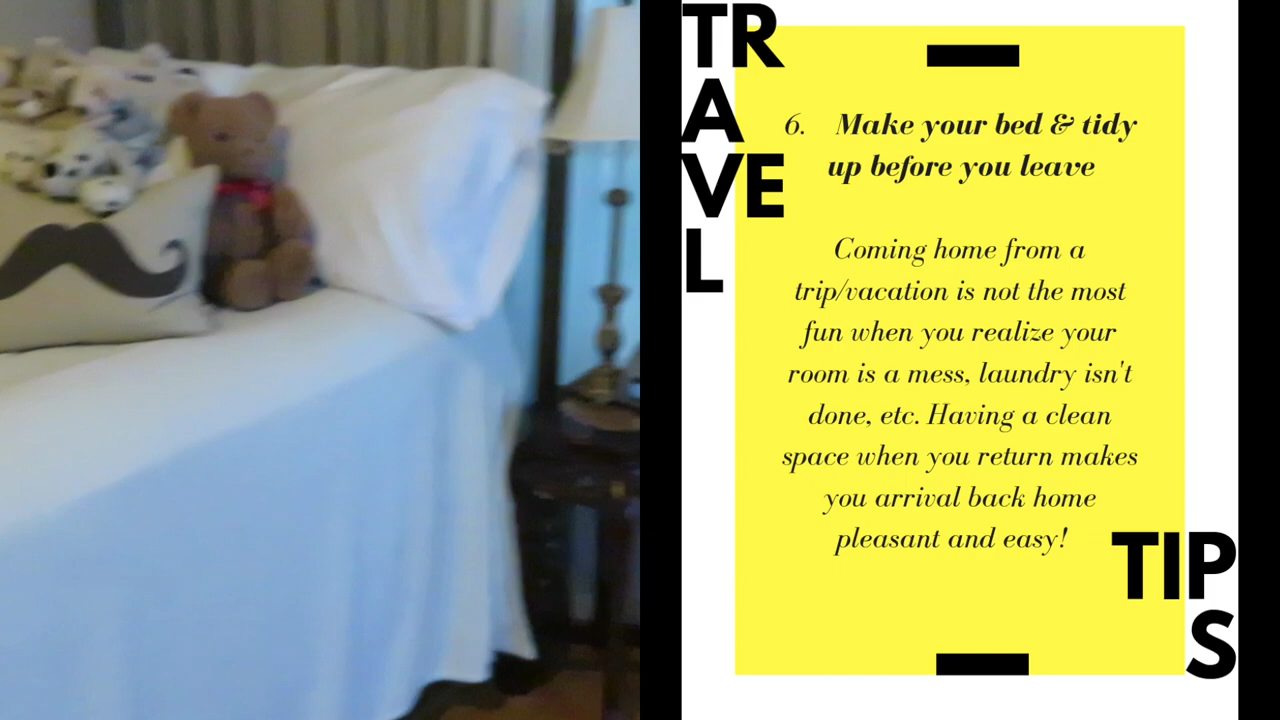 TR
A
VE
L
6. Make your bed & tidy
up before you leave
Coming home from a
trip/vacation is not the most
fun when you realize your
room is a mess, laundry isn't
done, etc. Having a clean
space when you return makes
you arrival back home
pleasant and easy!
TIP
S